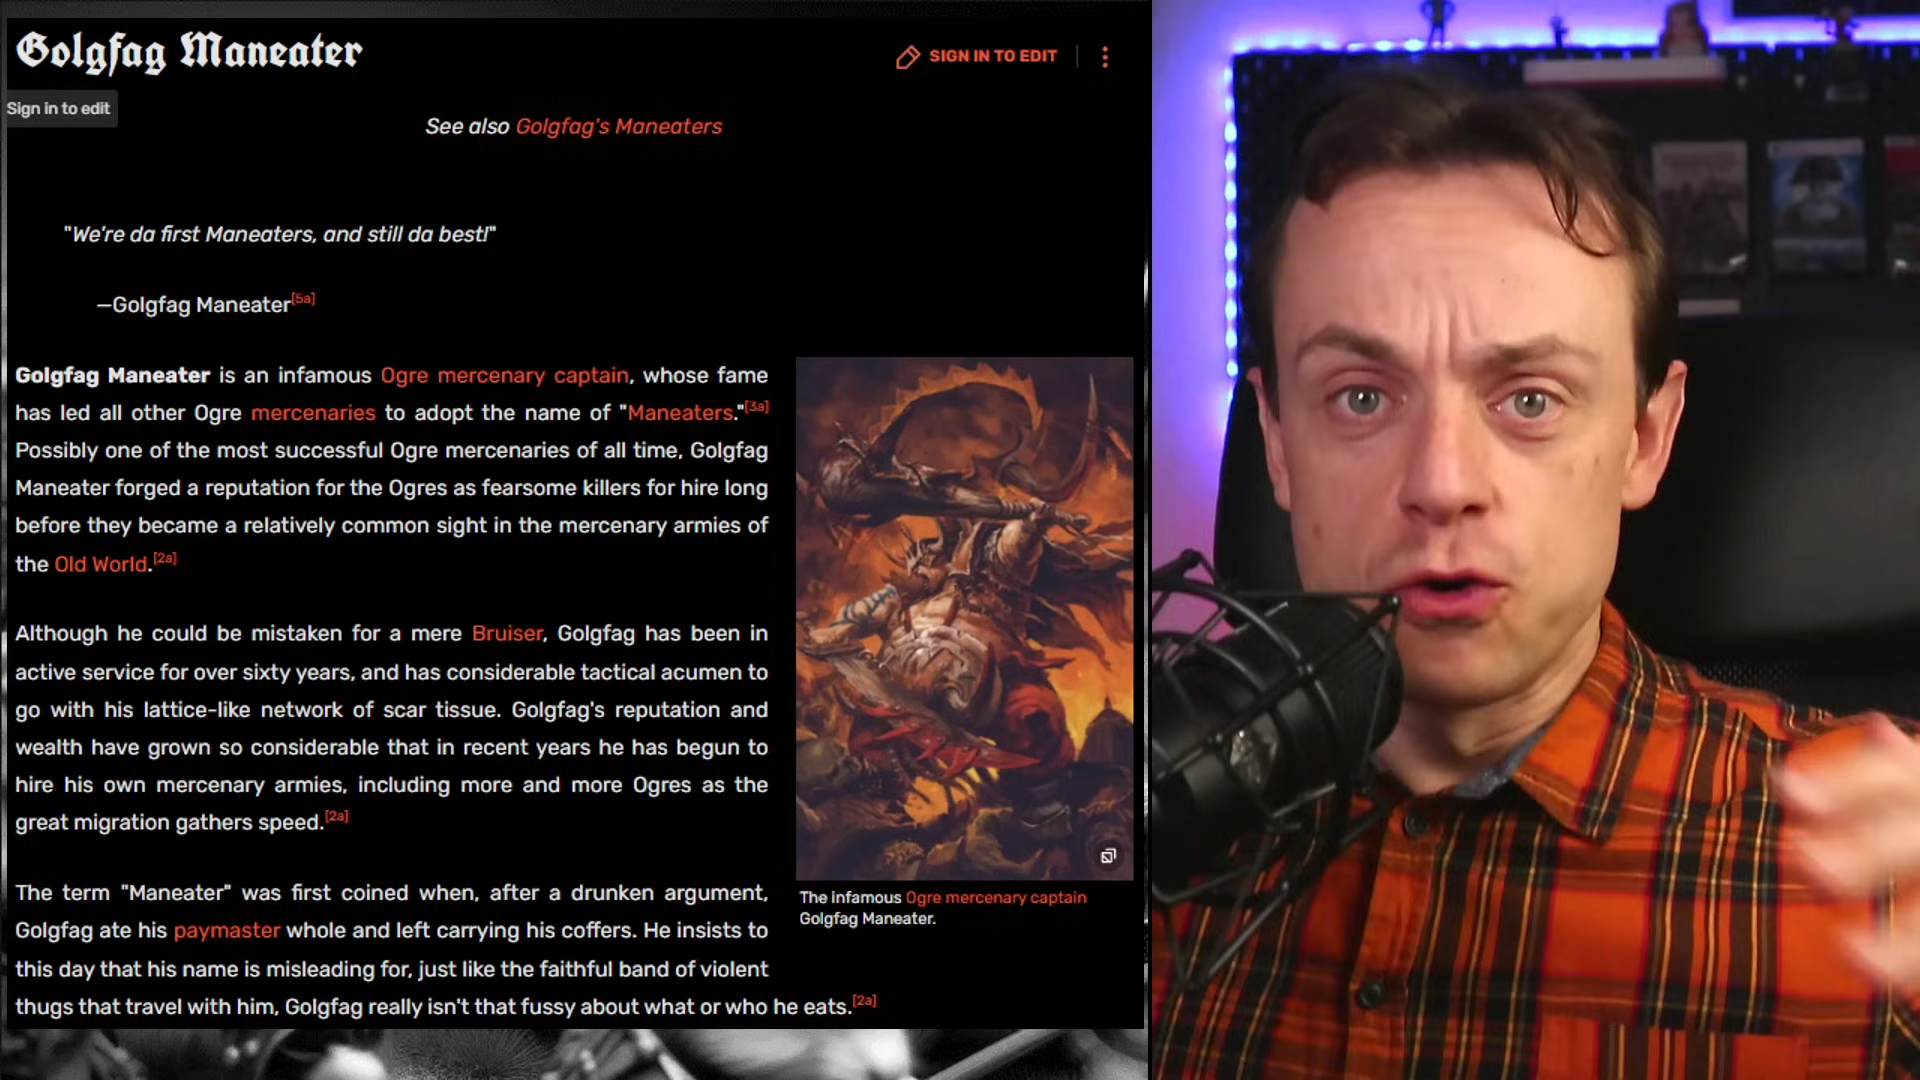 Golgfag Maneater
SIGN IN TO EDIT
Sign in to edit
See also Golgfag's Maneaters
"We're da first Maneaters, and still da best!"
—Golgfag Maneater[5a]
Golgfag Maneater is an infamous Ogre mercenary captain, whose fame
has led all other Ogre mercenaries to adopt the name of "Maneaters."[3a]
Possibly one of the most successful Ogre mercenaries of all time, Golgfag
Maneater forged a reputation for the Ogres as fearsome killers for hire long
before they became a relatively common sight in the mercenary armies of
the Old World.[2a]
Although he could be mistaken for a mere Bruiser, Golgfag has been in
active service for over sixty years, and has considerable tactical acumen to
go with his lattice-like network of scar tissue. Golgfag's reputation and
wealth have grown so considerable that in recent years he has begun to
hire his own mercenary armies, including more and more Ogres as the
great migration gathers speed.[2a]
The term "Maneater" was first coined when, after a drunken argument,
Golgfag ate his paymaster whole and left carrying his coffers. He insists to
this day that his name is misleading for, just like the faithful band of violent
thugs that travel with him, Golgfag really isn't that fussy about what or who he eats.[2a]
The infamous Ogre mercenary captain
Golgfag Maneater.